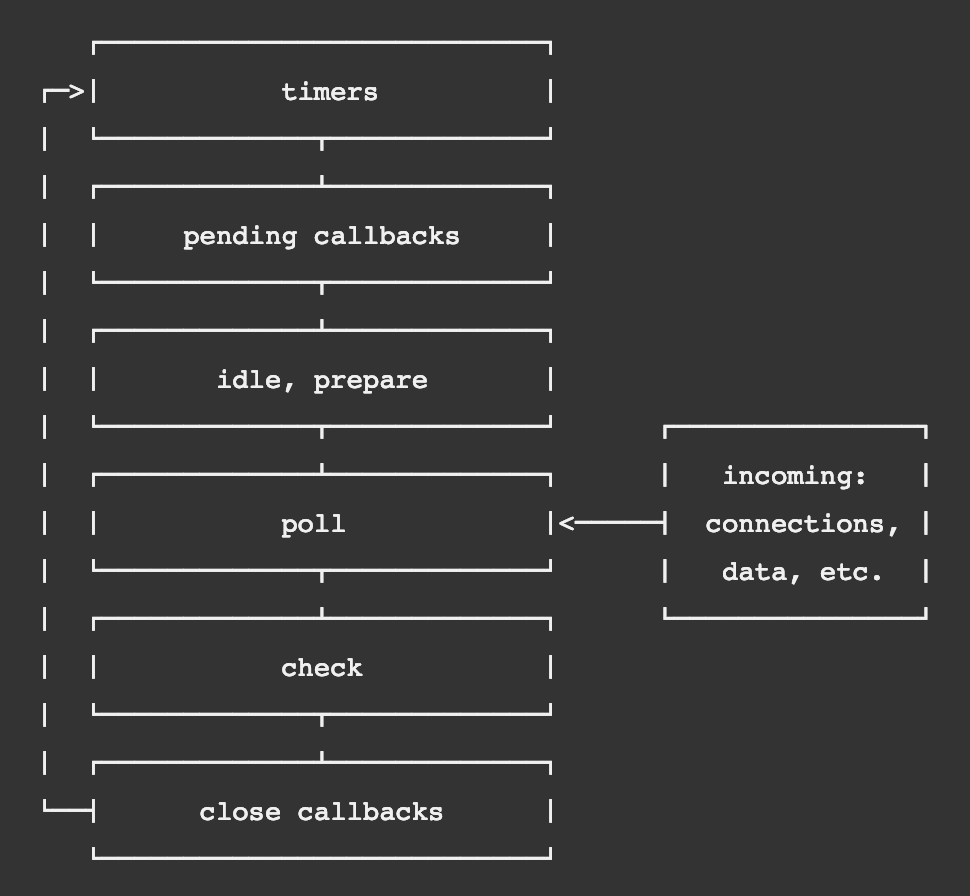 timers
pending callbacks
idle, prepare
incoming:
poll
connections,
data, etc.
check
close callbacks